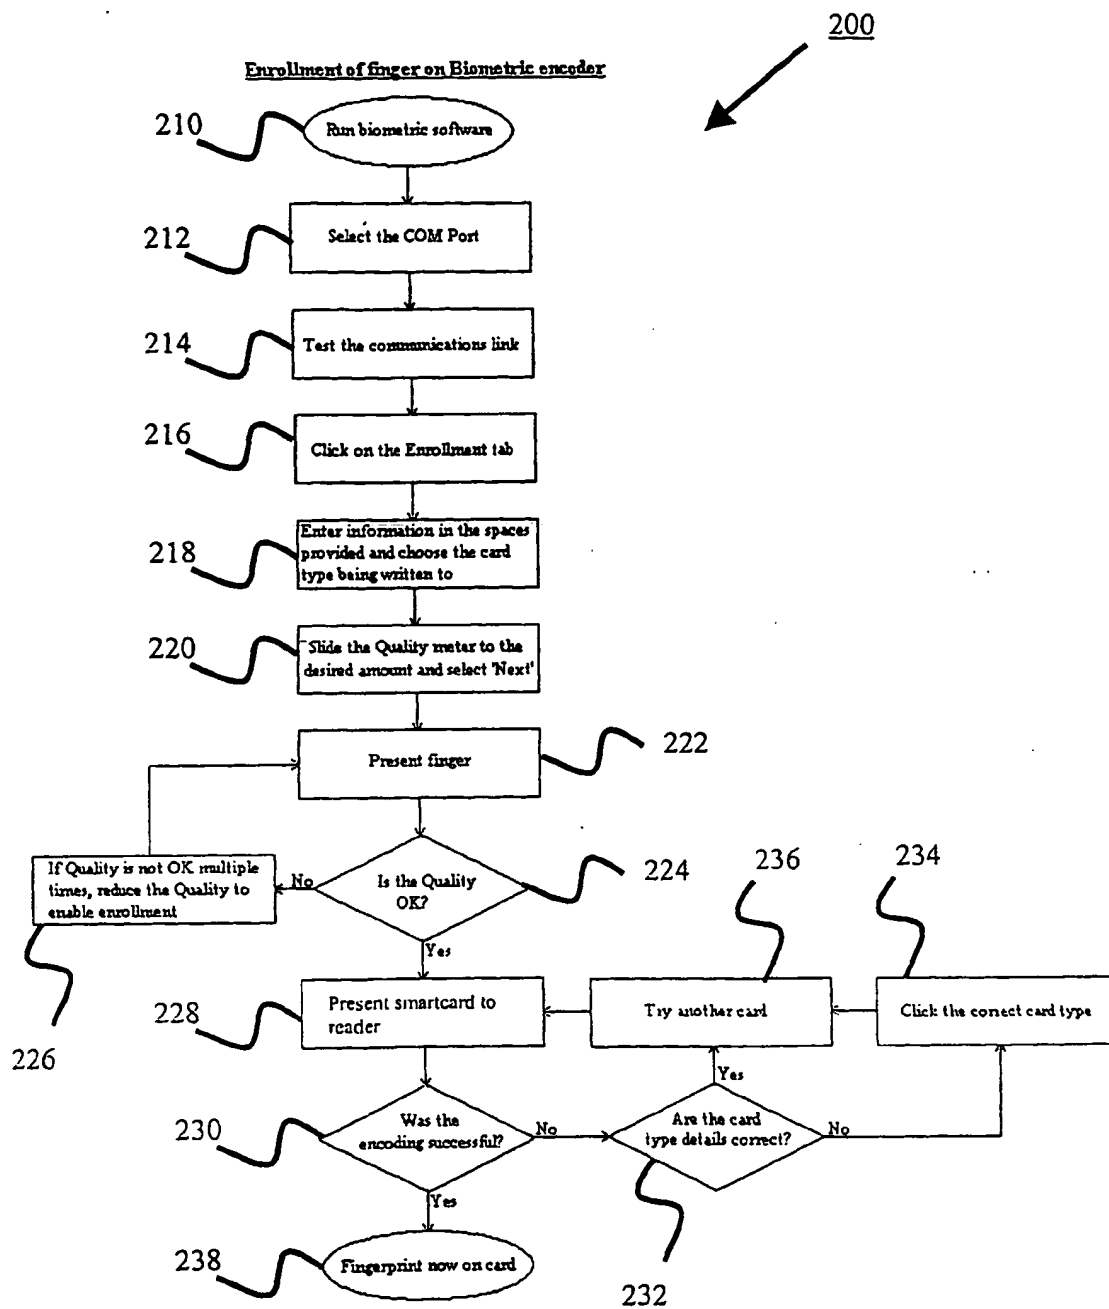 200
Enrollment of finger on Biometric encoder
210
Run biometric software
212
Select the COM Port
214
Test the communications link
216
Click on the Enrollment tab
218
Enter information in the spaces
provided and choose the card
type being written to
220
Slide the Quality meter to the
desired amount and select 'Next'
222
Present finger
224
Is the Quality
OK?
No
Yes
If Quality is not OK multiple
times, reduce the Quality to
enable enrollment
226
236
234
228
Present smartcard to
reader
Try another card
Click the correct card type
230
Was the
encoding successful?
No
Yes
Are the card
type details correct?
Yes
No
232
238
Fingerprint now on card